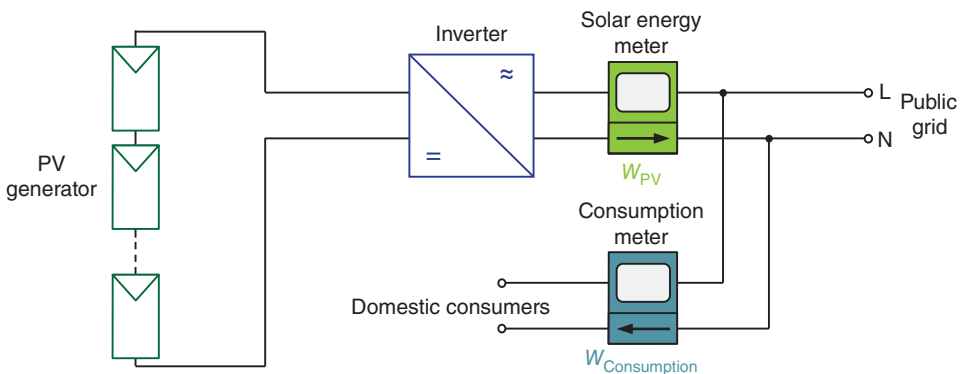 Solar energy
meter
Inverter
≈
=
L
N
Public
grid
PV
generator
W_PV
Consumption
meter
Domestic consumers
W_Consumption